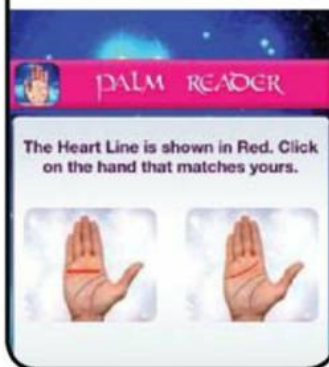 PALM READER
The Heart Line is shown in Red. Click
on the hand that matches yours.